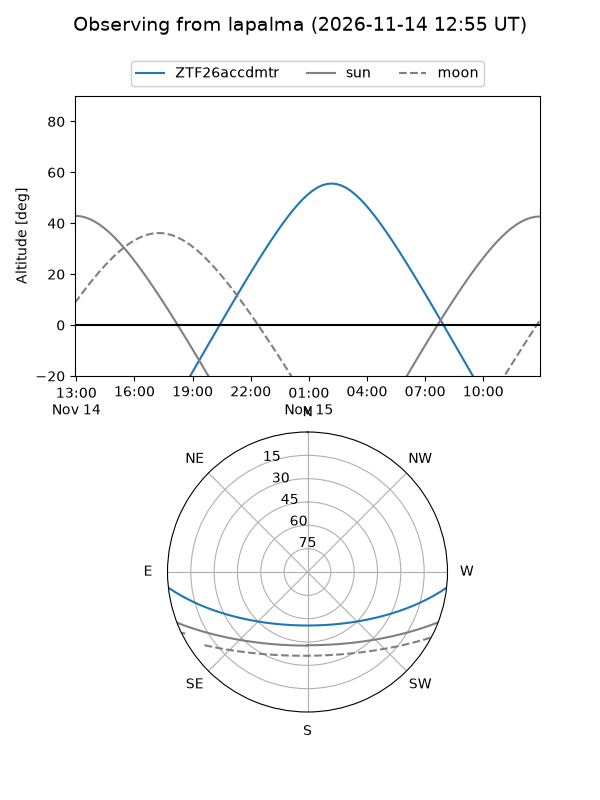 Observing from lapalma (2026-11-14 12:55 UT)
ZTF26accdmtr
sun
moon
Altitude [deg]
80
60
40
20
0
−20
13:00 16:00 19:00 22:00 01:00 04:00 07:00 10:00
Nov 14 Nov 15
N
NE NW
15
30
45
60
75
E W
SE SW
S